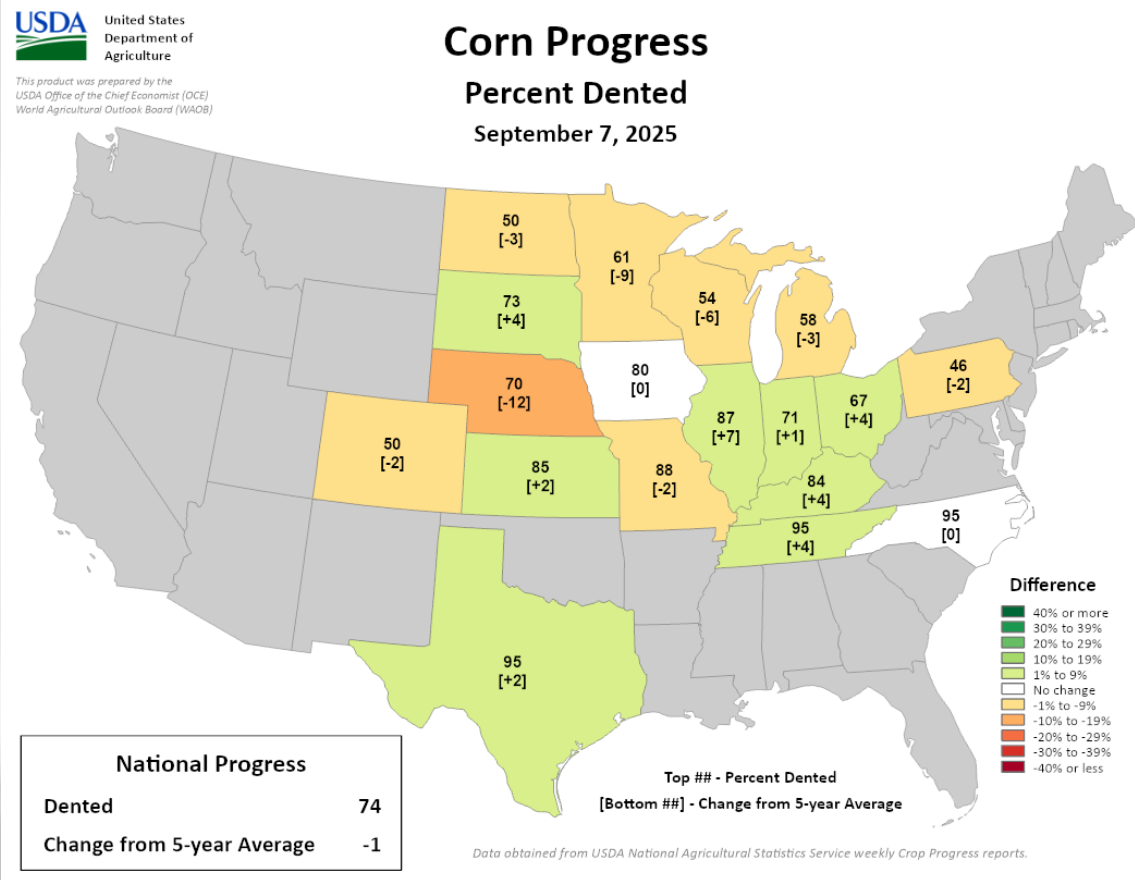 USDA
United States
Department of
Agriculture
This product was prepared by the
USDA Office of the Chief Economist (OCE)
World Agricultural Outlook Board (WAOB)
Corn Progress
Percent Dented
September 7, 2025
50
[-3]
61
[-9]
73
[+4]
54
[-6]
58
[-3]
70
[-12]
80
[0]
46
[-2]
50
[-2]
85
[+2]
88
[-2]
87
[+7]
71
[+1]
67
[+4]
84
[+4]
95
[+4]
95
[0]
95
[+2]
Difference
40% or more
30% to 39%
20% to 29%
10% to 19%
1% to 9%
No change
-1% to -9%
-10% to -19%
-20% to -29%
-30% to -39%
-40% or less
National Progress
Dented 74
Change from 5-year Average -1
Top ## - Percent Dented
[Bottom ##] - Change from 5-year Average
Data obtained from USDA National Agricultural Statistics Service weekly Crop Progress reports.